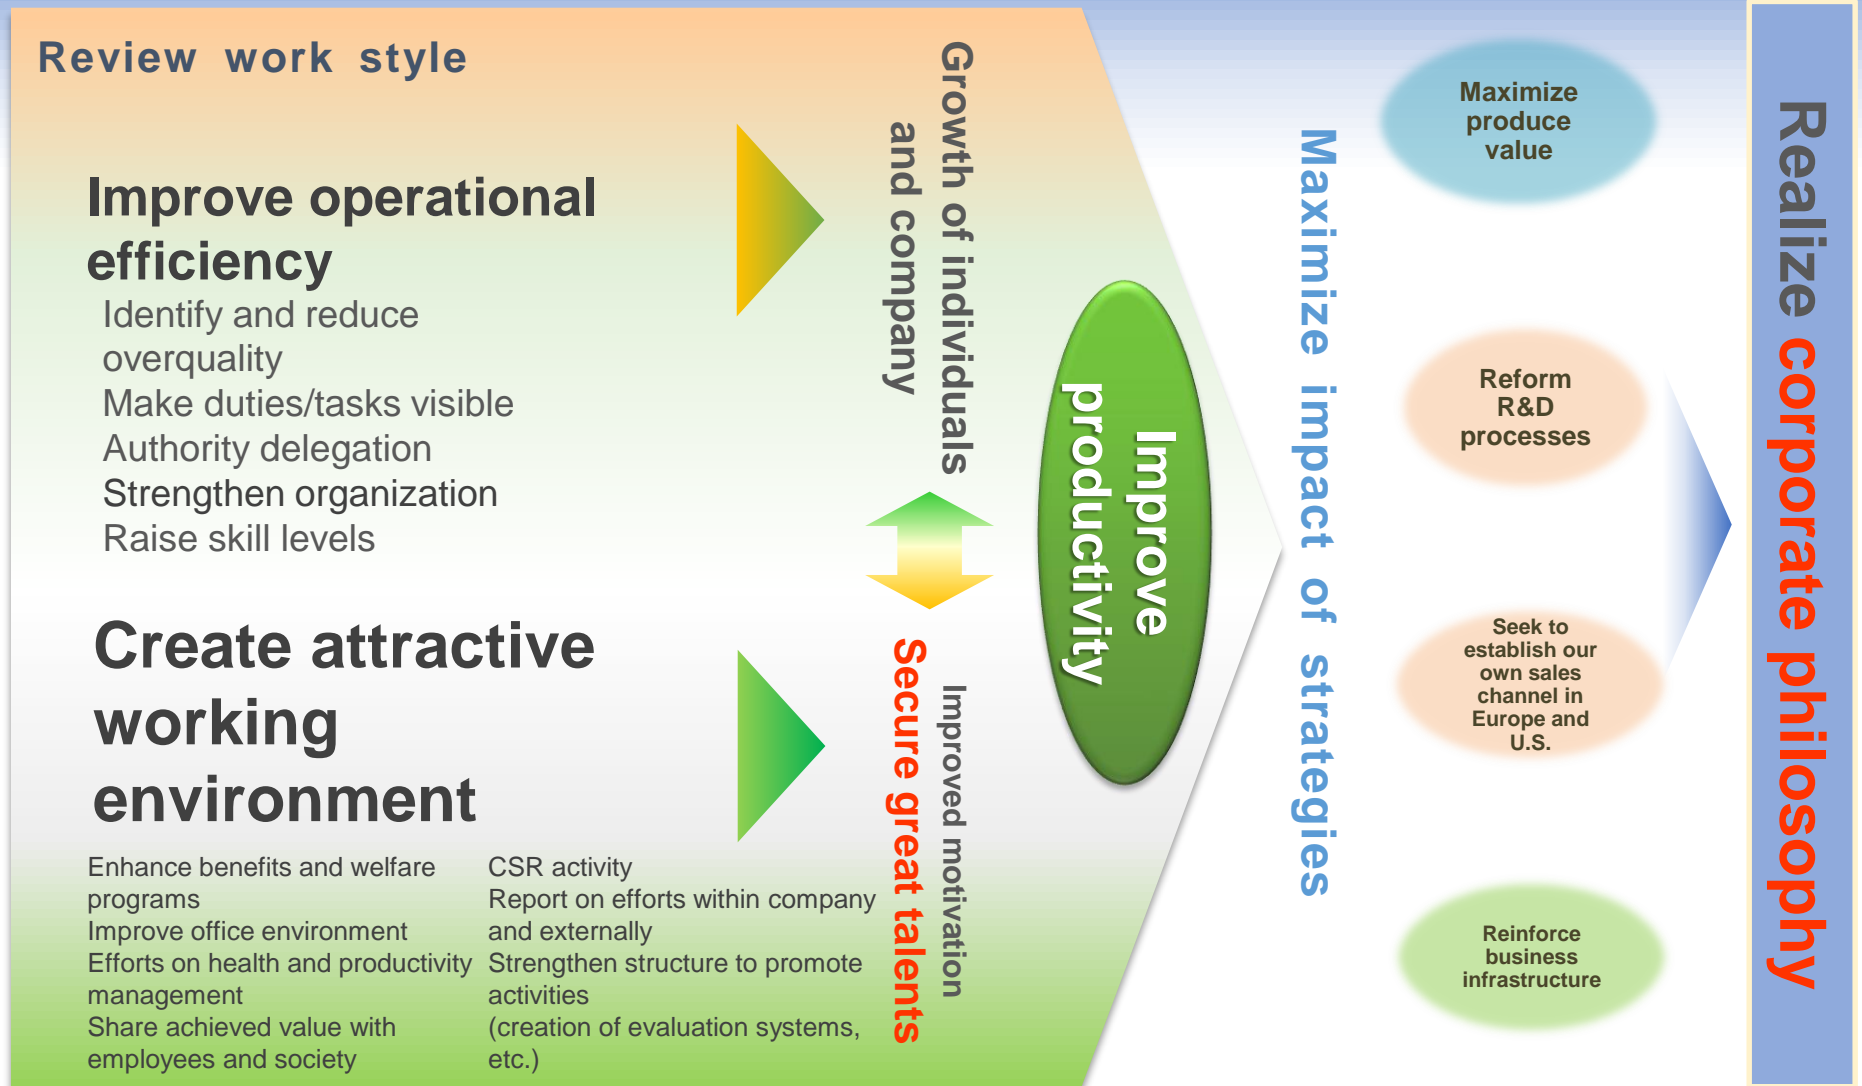 Review work style
Improve operational
efficiency
Identify and reduce
overquality
Make duties/tasks visible
Authority delegation
Strengthen organization
Raise skill levels
Create attractive
working
environment
Enhance benefits and welfare
programs
Improve office environment
Efforts on health and productivity
management
Share achieved value with
employees and society
CSR activity
Report on efforts within company
and externally
Strengthen structure to promote
activities
(creation of evaluation systems,
etc.)
Growth of individuals
and company
Improved motivation
Secure great talents
Improve
productivity
Maximize impact of strategies
Maximize
produce
value
Reform
R&D
processes
Seek to
establish our
own sales
channel in
Europe and
U.S.
Reinforce
business
infrastructure
Realize corporate philosophy